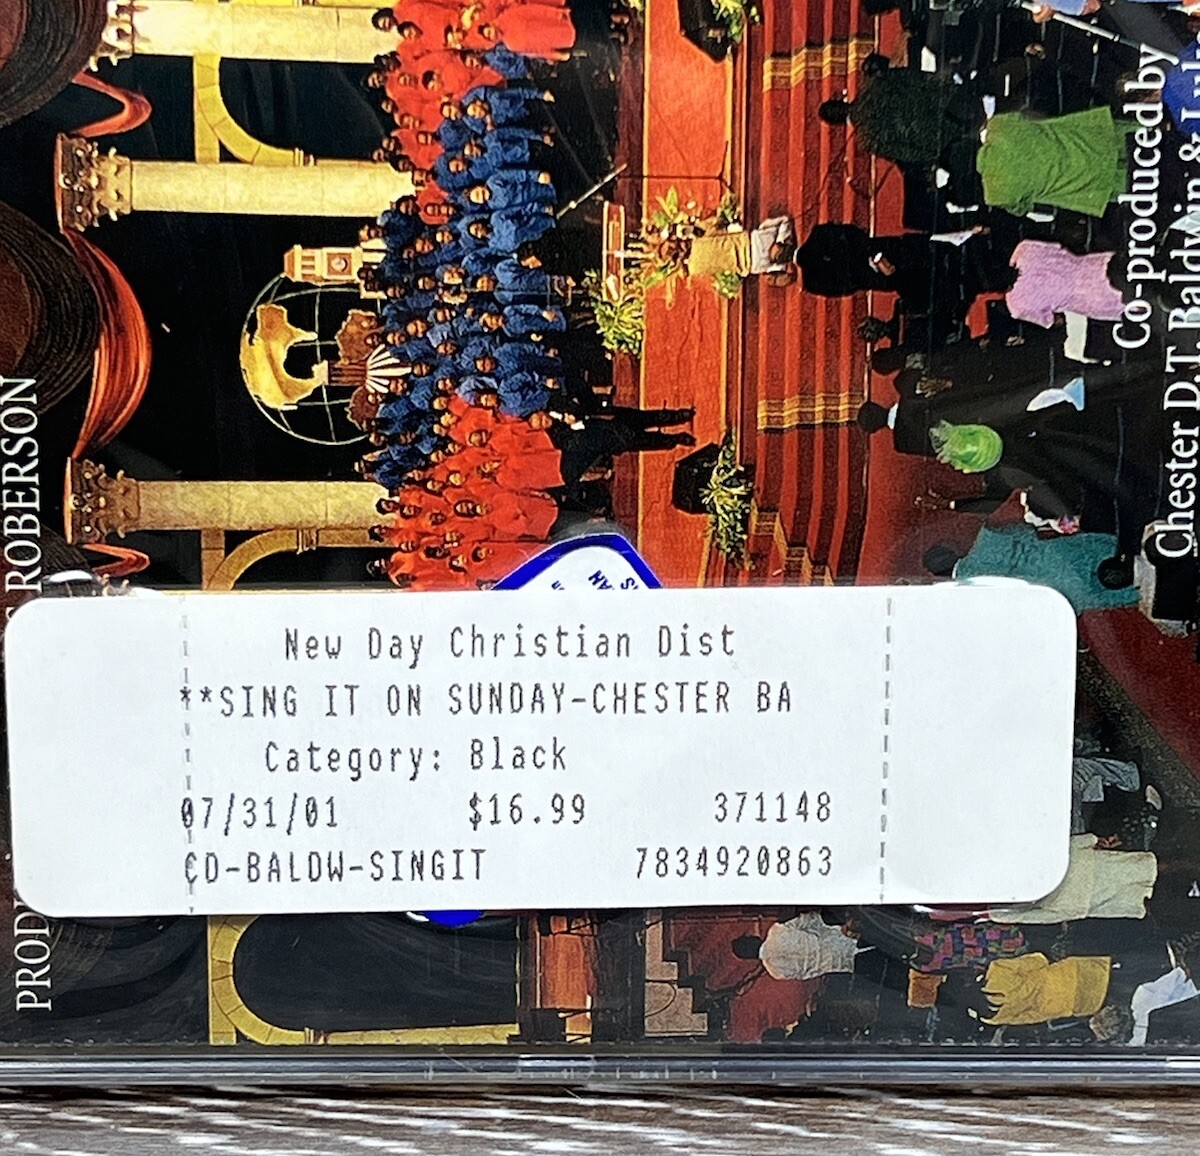 New Day Christian Dist
**SING IT ON SUNDAY-CHESTER BA
Category: Black
07/31/01 $16.99 371148
CD-BALDW-SINGIT 7834920863
ROBERSON
Co-produced by
Chester D.T. Baldwin &